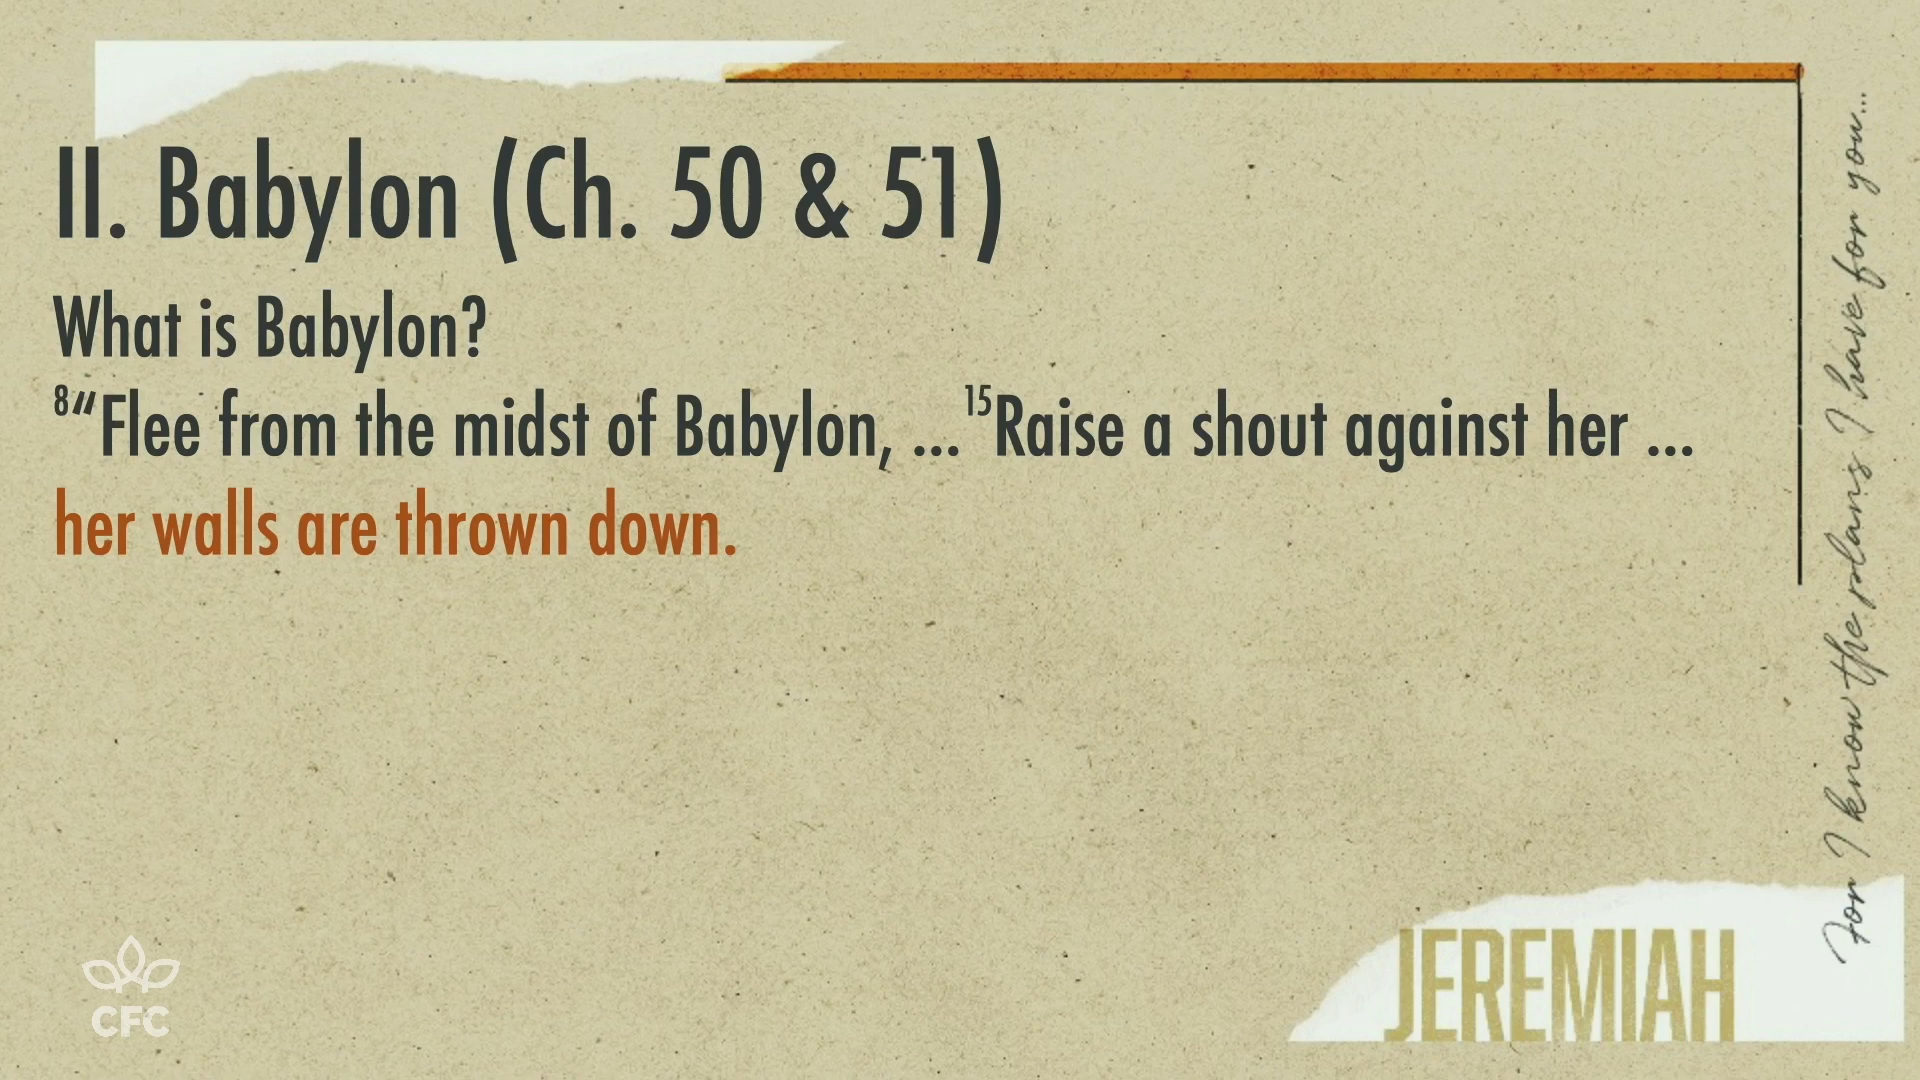 II. Babylon (Ch. 50 & 51)
What is Babylon?
⁸“Flee from the midst of Babylon, ...¹⁵Raise a shout against her ...
her walls are thrown down.
For I know the plans I have for you...
JEREMIAH
CFC